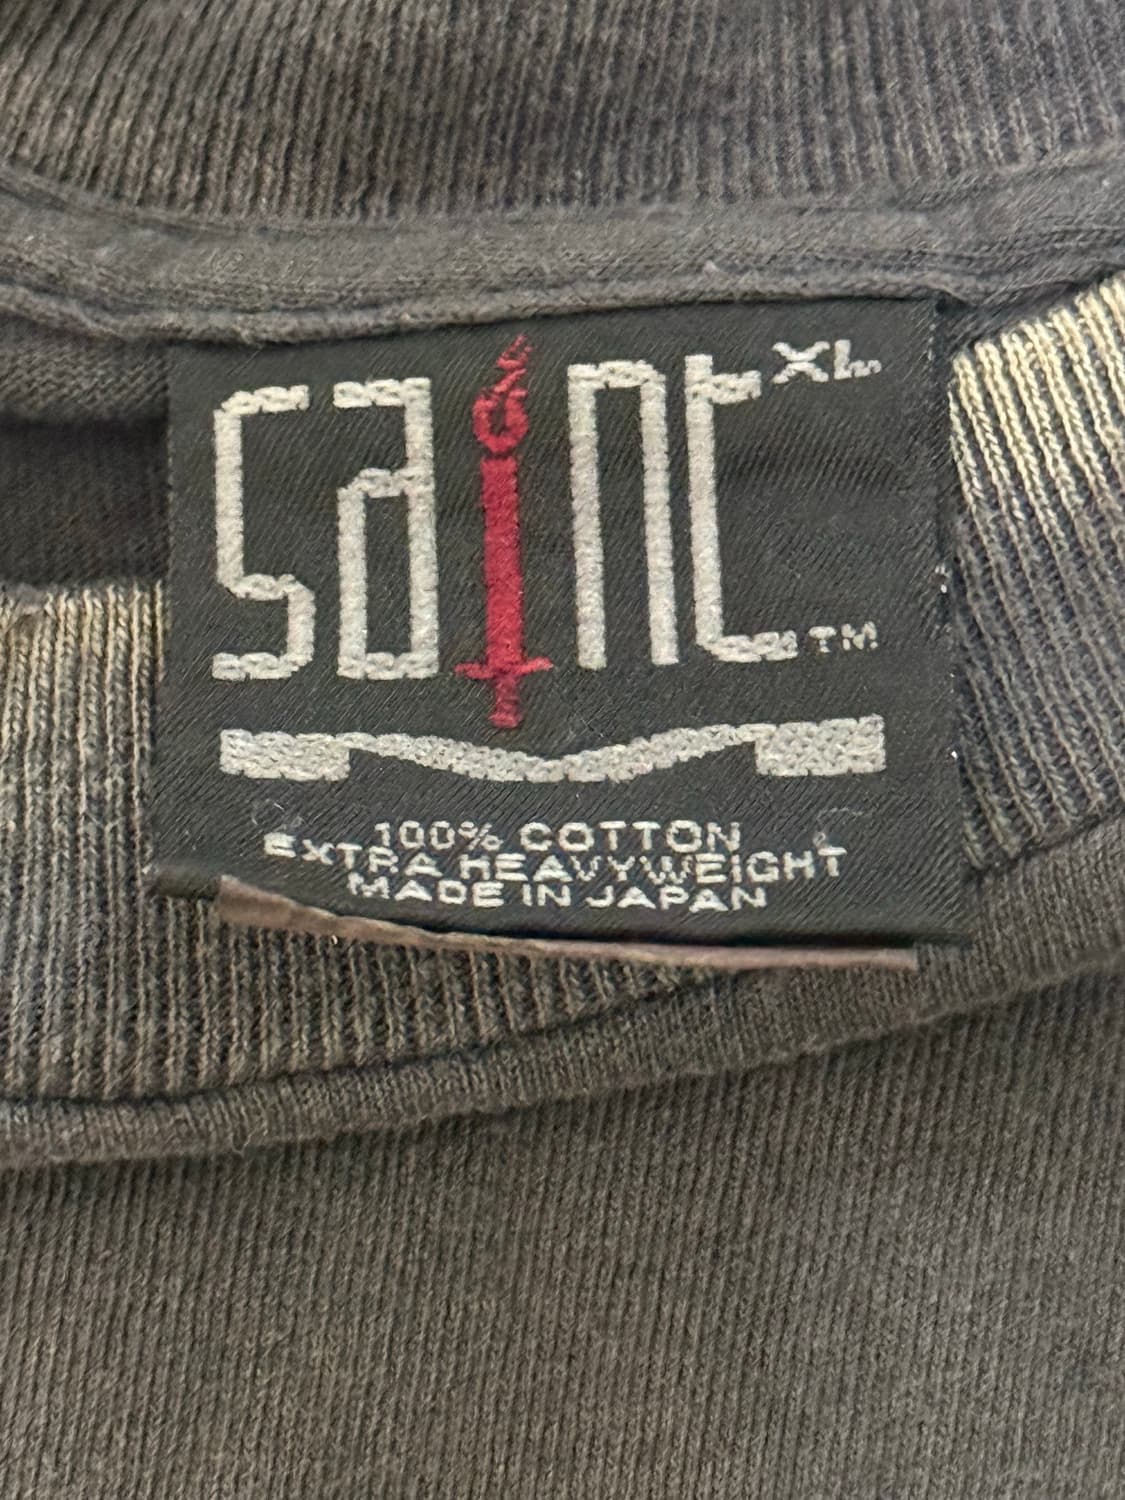 SaiNt XL
TM
100% COTTON
EXTRA HEAVYWEIGHT
MADE IN JAPAN